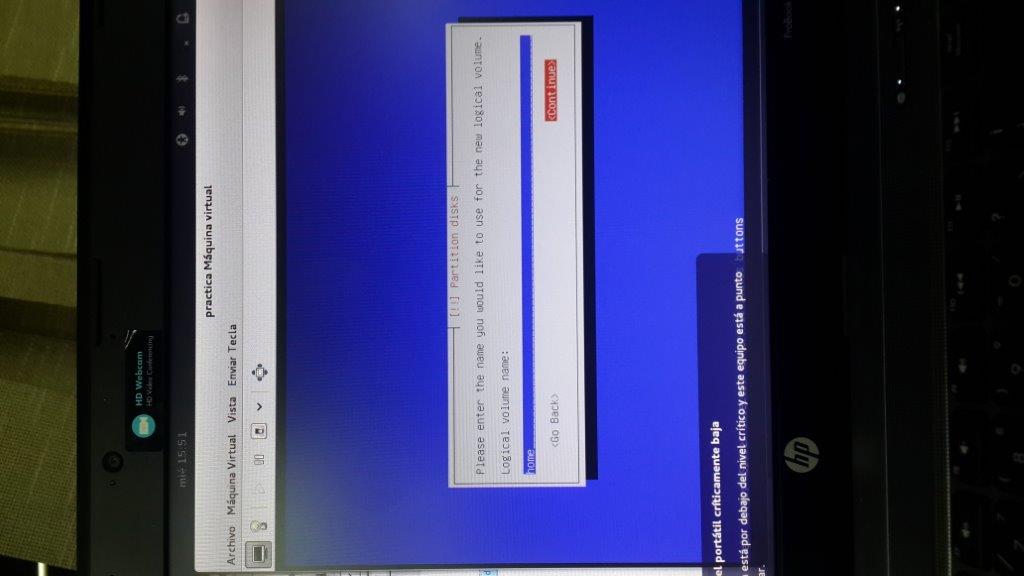 HD Webcam
HD Video Conferencing
mié 15:51
practica Máquina virtual
Archivo Máquina Virtual Vista Enviar Tecla
[!!] Partition disks
Please enter the name you would like to use for the new logical volume.
Logical volume name:
home
<Go Back> <Continue>
el portátil críticamente baja
está por debajo del nivel crítico y este equipo está a punto
buttons
ar.
hp
ProBook